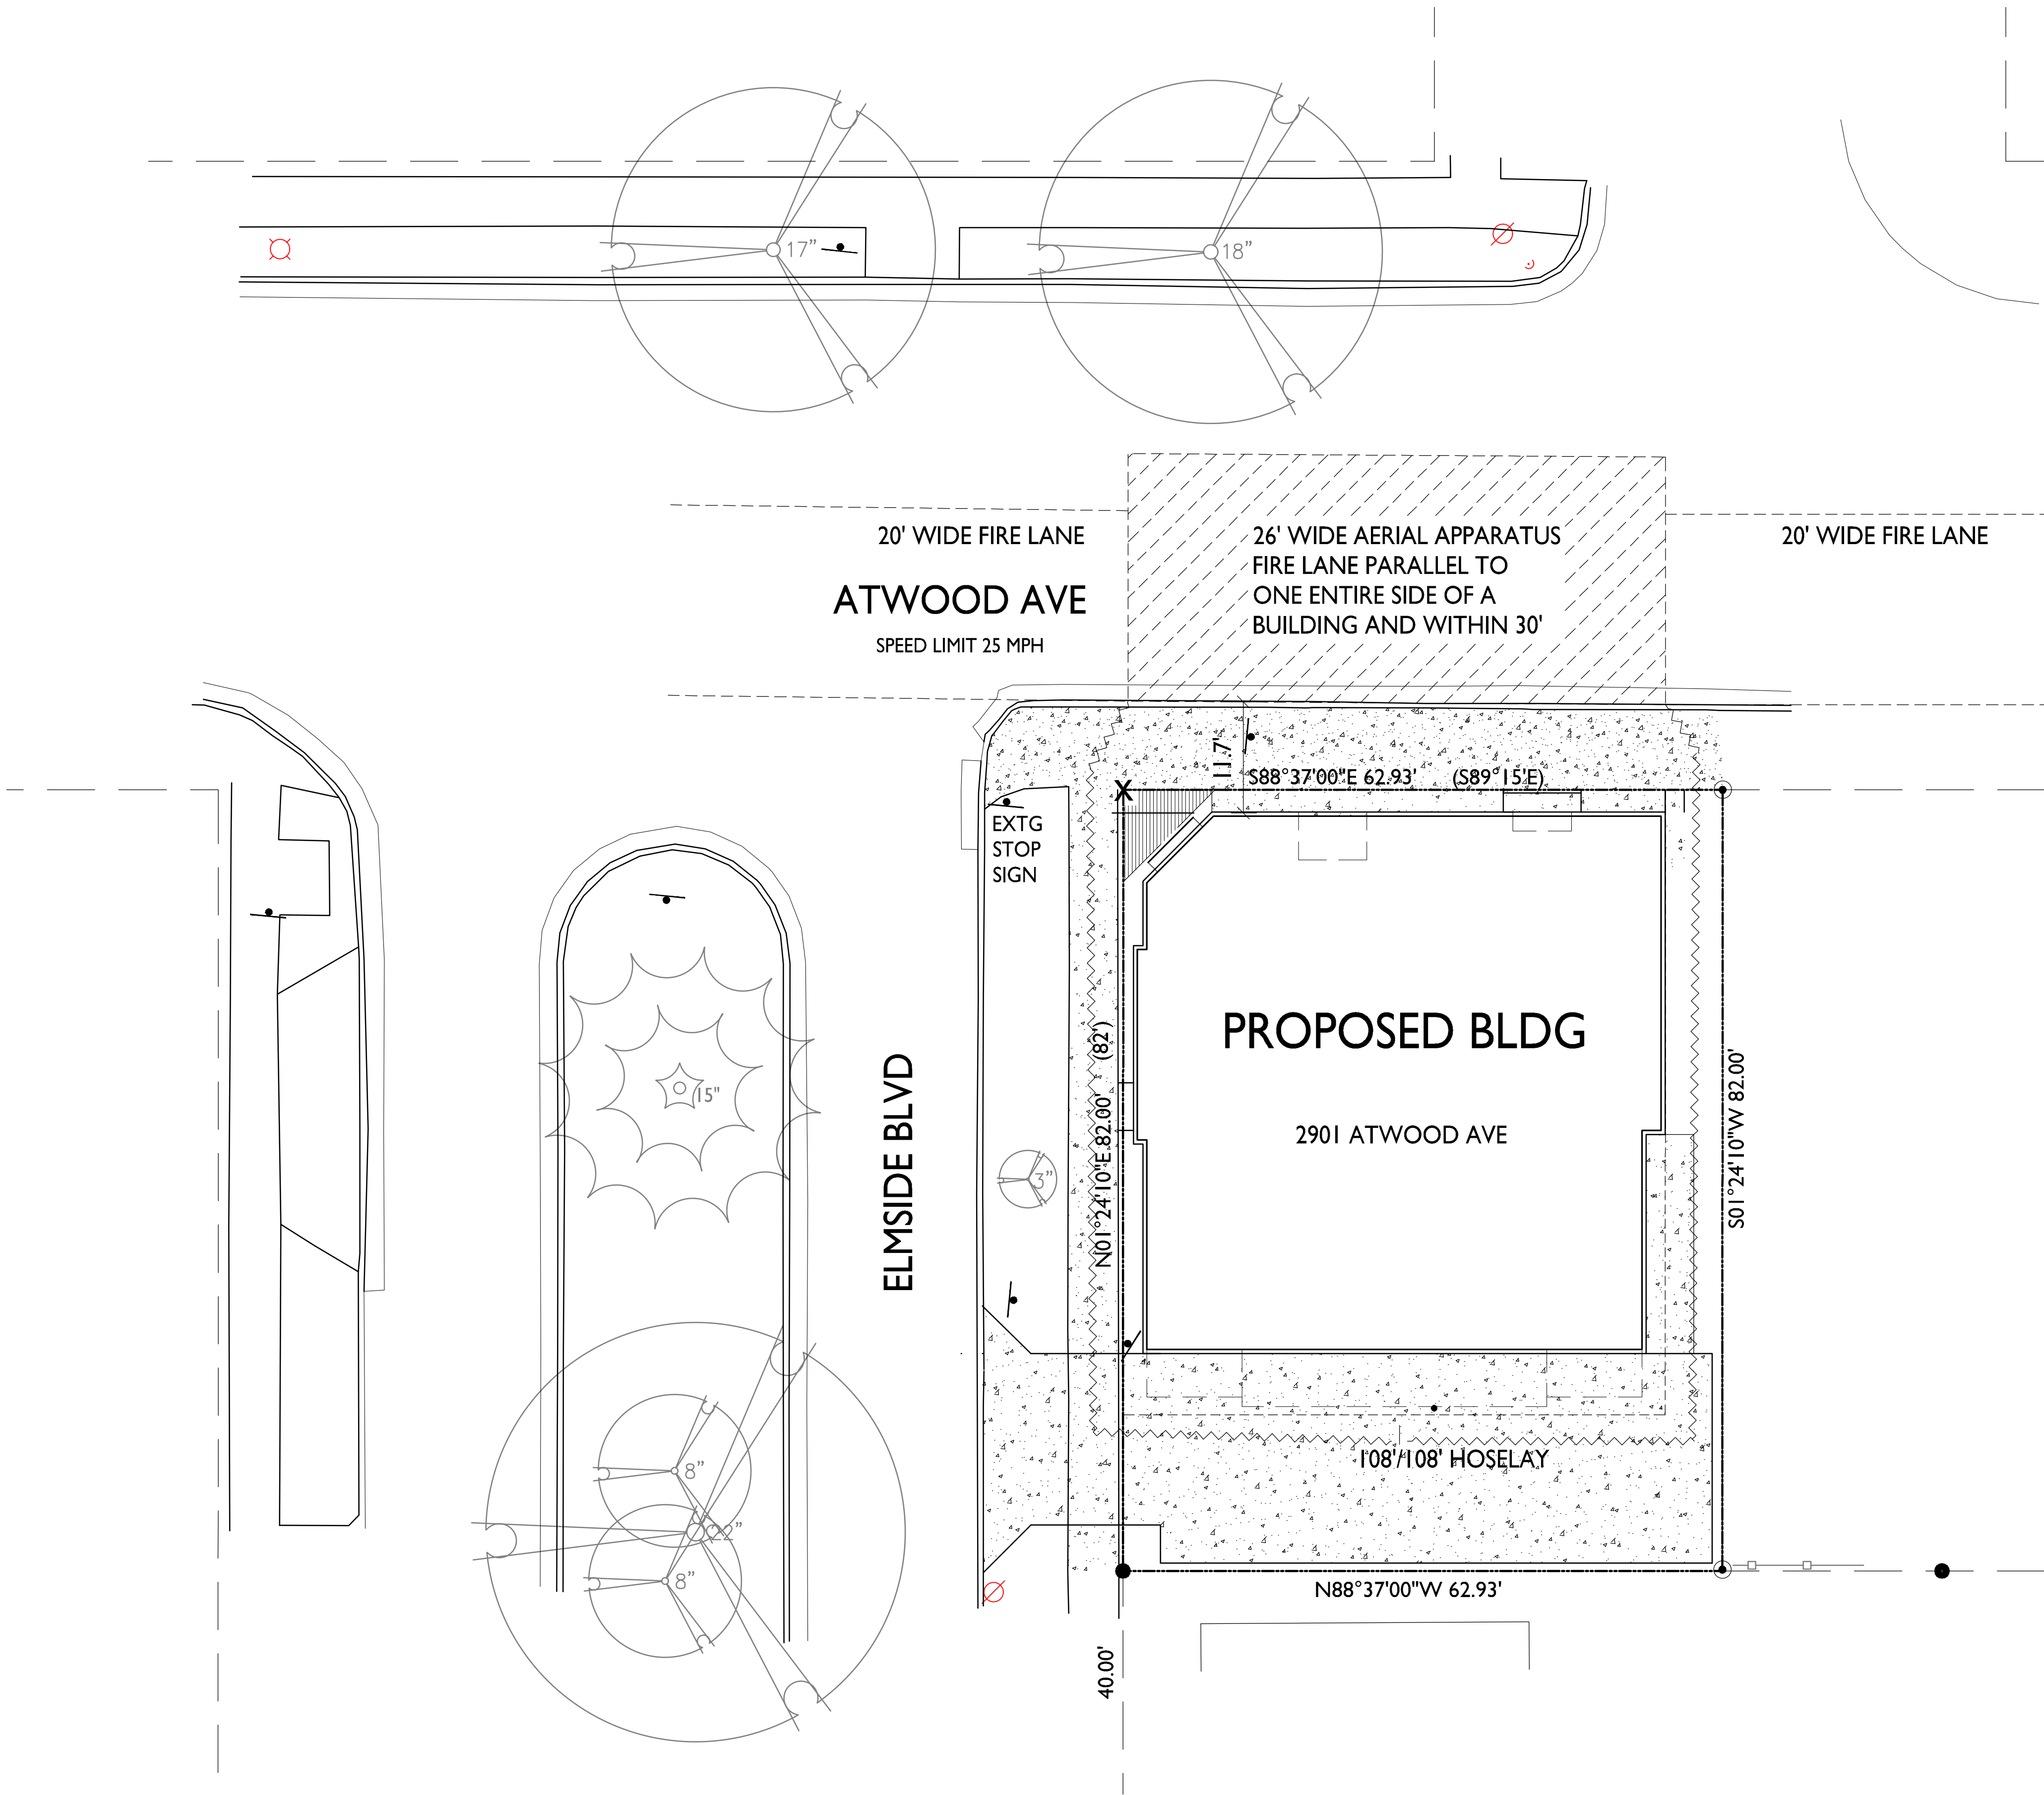 17”
18”
20' WIDE FIRE LANE
26' WIDE AERIAL APPARATUS
FIRE LANE PARALLEL TO
ONE ENTIRE SIDE OF A
BUILDING AND WITHIN 30'
20' WIDE FIRE LANE
ATWOOD AVE
SPEED LIMIT 25 MPH
11.7'
S88°37'00"E 62.93'
(S89°15'E)
X
EXTG
STOP
SIGN
PROPOSED BLDG
2901 ATWOOD AVE
ELMSIDE BLVD
15"
3”
N01°24'10"E 82.00'
(82')
S01°24'10"W 82.00'
8”
8”
108'/108' HOSELAY
N88°37'00"W 62.93'
40.00'